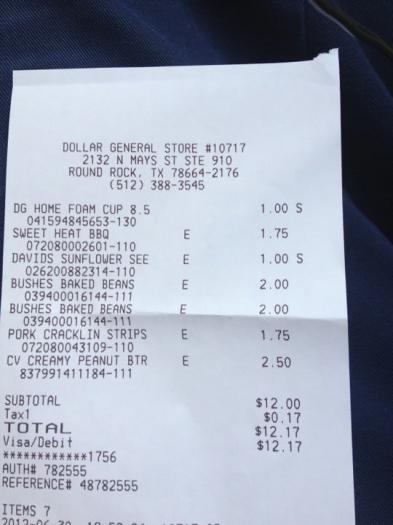 DOLLAR GENERAL STORE #10717
2132 N MAYS ST STE 910
ROUND ROCK, TX 78664-2176
(512) 388-3545
DG HOME FOAM CUP 8.5 1.00 S
041594845653-130
SWEET HEAT BBQ E 1.75
072080002601-110
DAVIDS SUNFLOWER SEE E 1.00 S
026200882314-110
BUSHES BAKED BEANS E 2.00
039400016144-111
BUSHES BAKED BEANS E 2.00
039400016144-111
PORK CRACKLIN STRIPS E 1.75
072080043109-110
CV CREAMY PEANUT BTR E 2.50
837991411184-111
SUBTOTAL $12.00
Tax1 $0.17
TOTAL $12.17
Visa/Debit $12.17
************1756
AUTH# 782555
REFERENCE# 48782555
ITEMS 7
2012-06-30